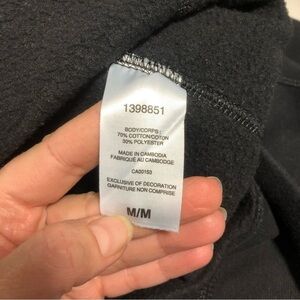 1398851
BODY/CORPS:
70% COTTON/COTON
30% POLYESTER
MADE IN CAMBODIA
FABRIQUÉ AU CAMBODGE
CA00153
EXCLUSIVE OF DECORATION
GARNITURE NON COMPRISE
M/M